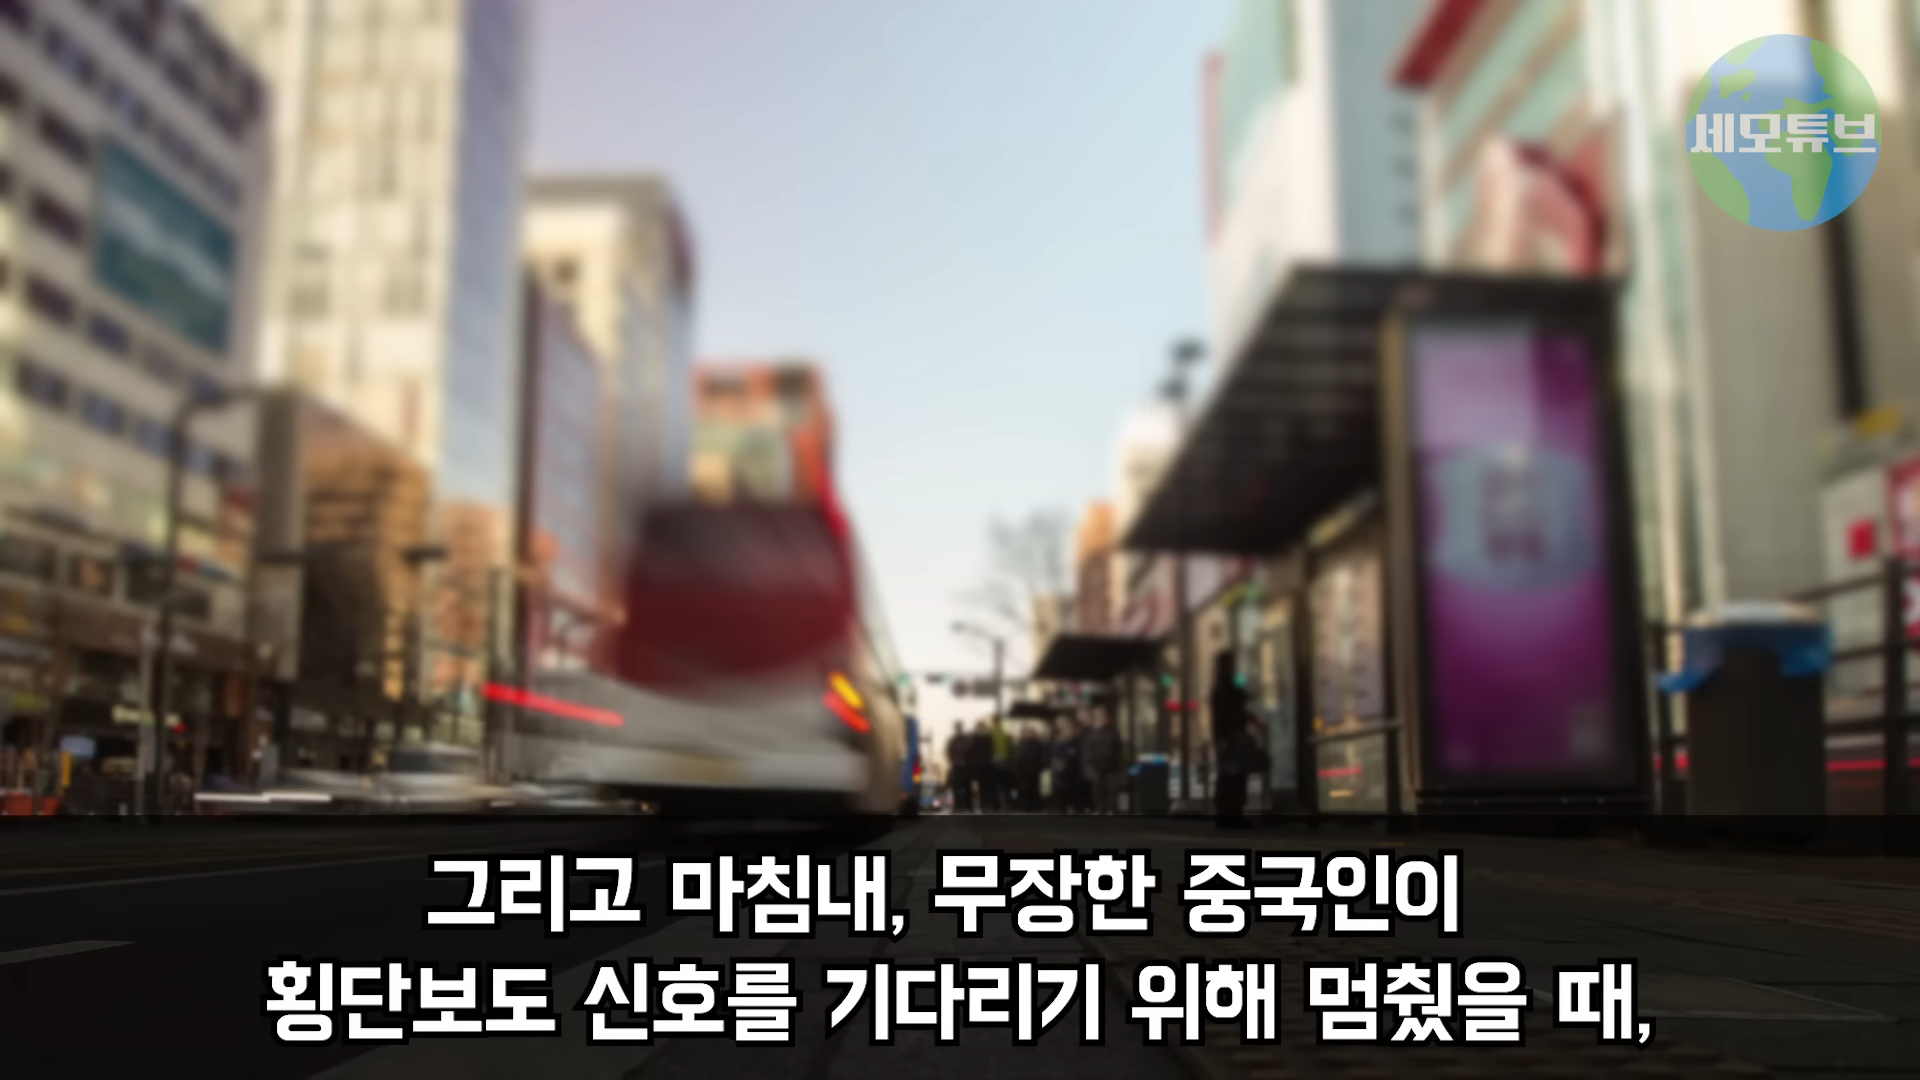 세모튜브
그리고 마침내, 무장한 중국인이
횡단보도 신호를 기다리기 위해 멈췄을 때,